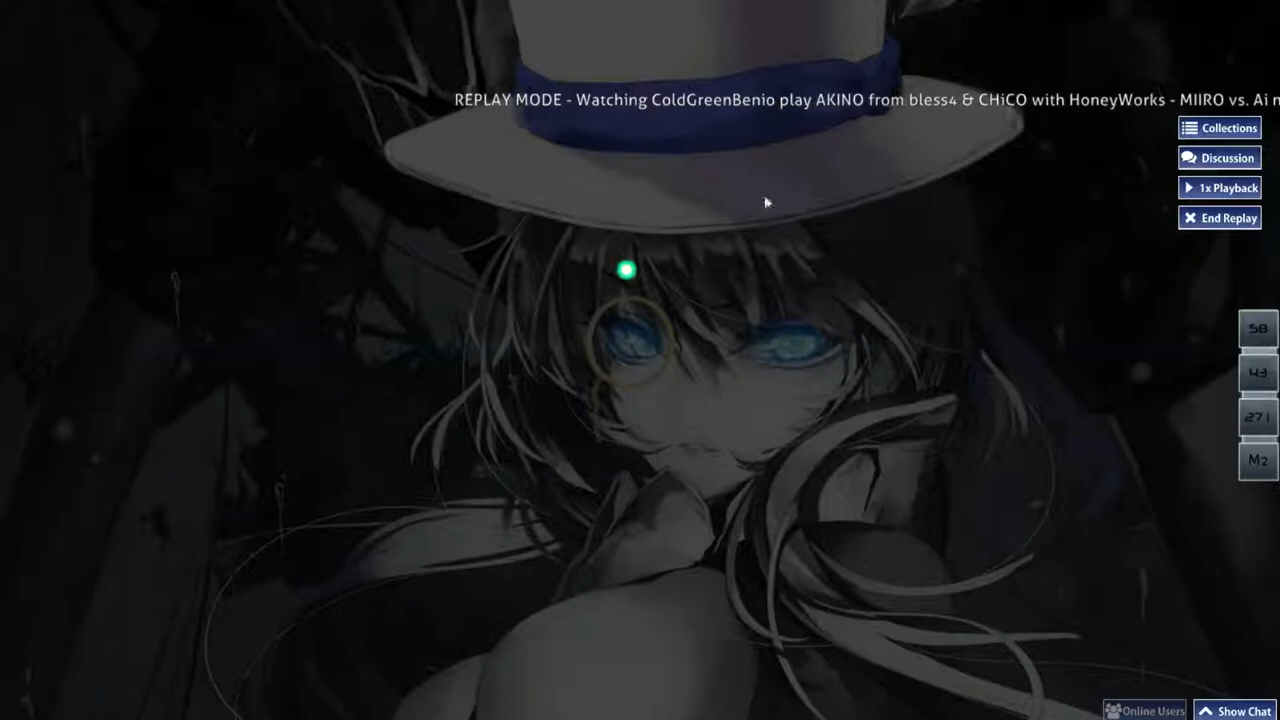 REPLAY MODE - Watching ColdGreenBenio play AKINO from bless4 & CHiCO with HoneyWorks - MIIRO vs. Ai
Collections
Discussion
1x Playback
End Replay
58
43
271
M2
Online Users
Show Chat